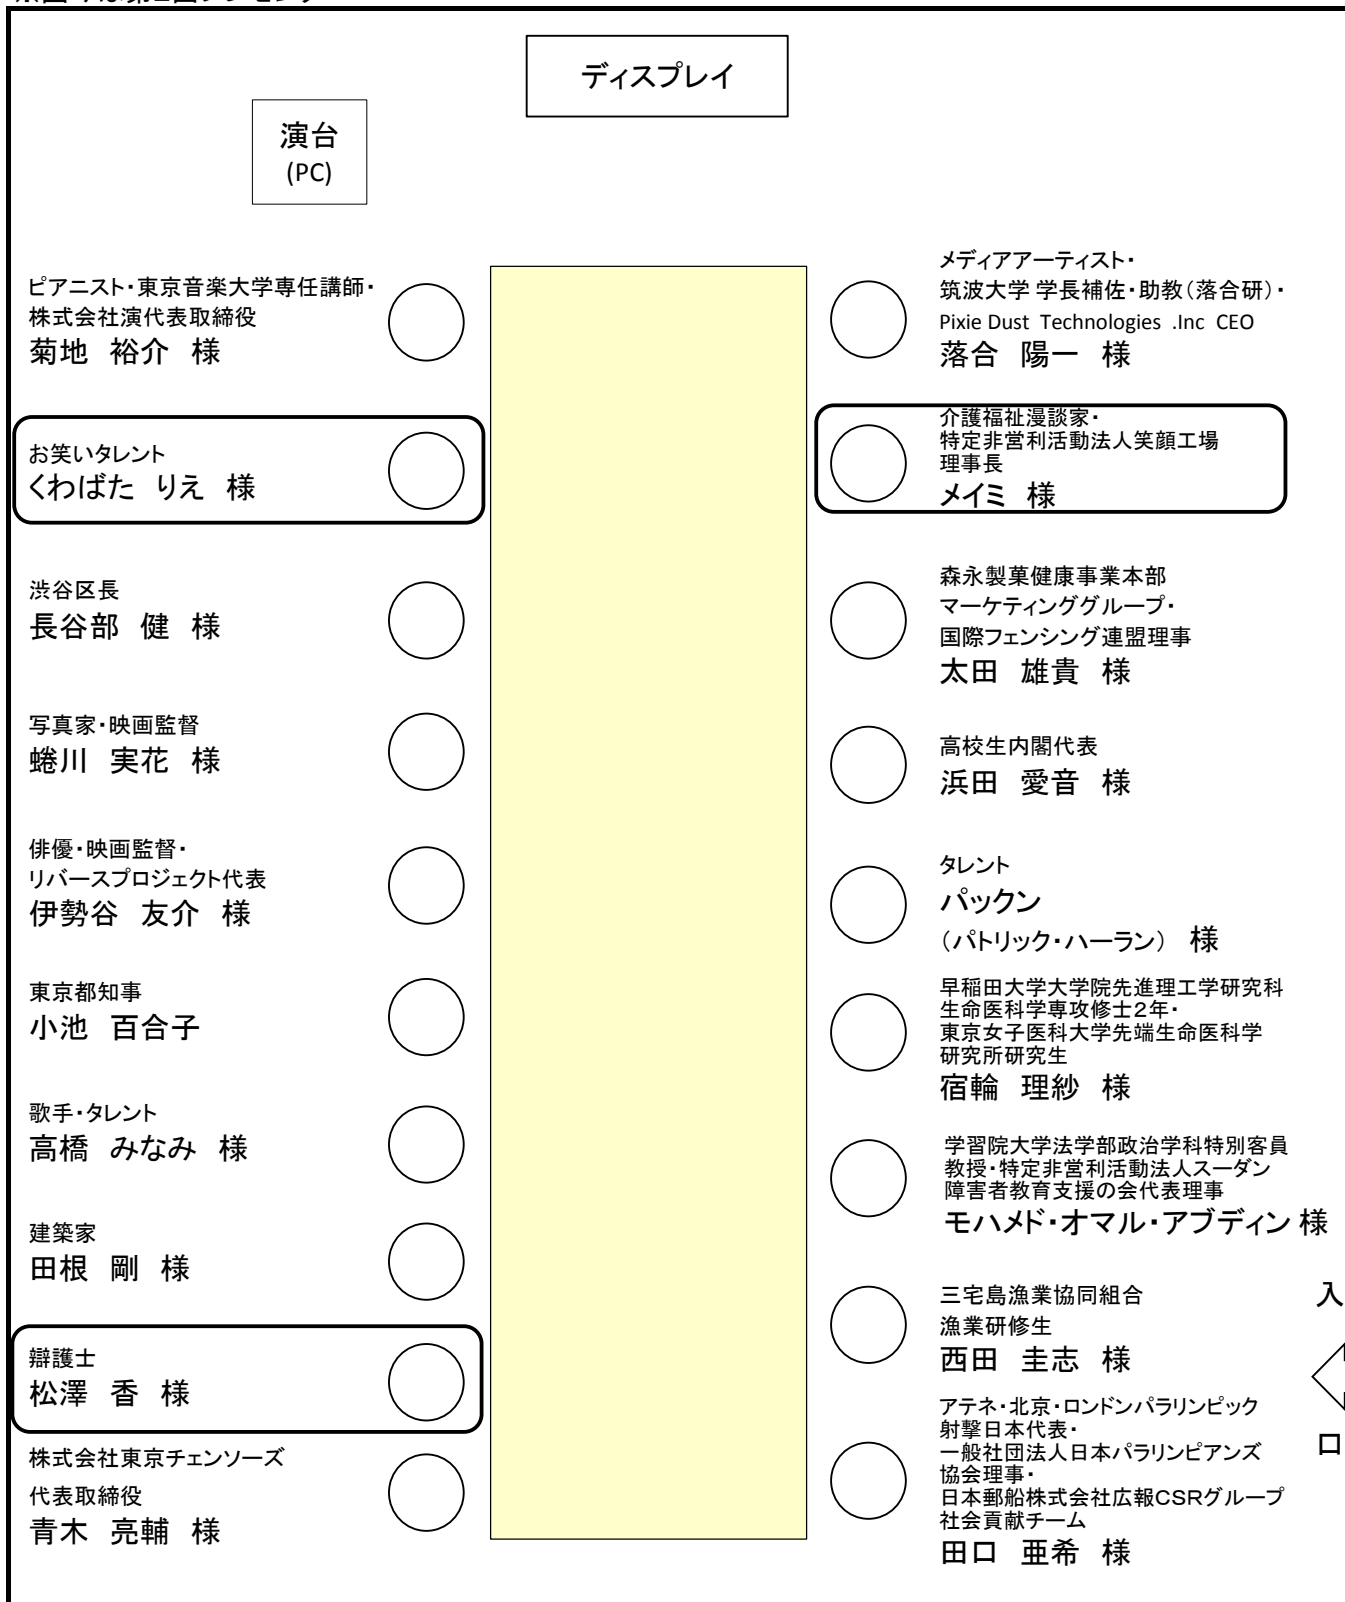 ディスプレイ
演台
(PC)
ピアニスト・東京音楽大学専任講師・
株式会社演代表取締役
菊地 裕介 様
お笑いタレント
くわばた りえ 様
渋谷区長
長谷部 健 様
写真家・映画監督
蜷川 実花 様
俳優・映画監督・
リバースプロジェクト代表
伊勢谷 友介 様
東京都知事
小池 百合子
歌手・タレント
高橋 みなみ 様
建築家
田根 剛 様
辯護士
松澤 香 様
株式会社東京チェンソーズ
代表取締役
青木 亮輔 様
メディアアーティスト・
筑波大学 学長補佐・助教（落合研）・
Pixie Dust Technologies .Inc CEO
落合 陽一 様
介護福祉漫談家・
特定非営利活動法人笑顔工場
理事長
メイミ 様
森永製菓健康事業本部
マーケティンググループ・
国際フェンシング連盟理事
太田 雄貴 様
高校生内閣代表
浜田 愛音 様
タレント
パックン
（パトリック・ハーラン） 様
早稲田大学大学院先進理工学研究科
生命医科学専攻修士2年・
東京女子医科大学先端生命医科学
研究所研究生
宿輪 理紗 様
学習院大学法学部政治学科特別客員
教授・特定非営利活動法人スーダン
障害者教育支援の会代表理事
モハメド・オマル・アブディン 様
三宅島漁業協同組合
漁業研修生
西田 圭志 様
アテネ・北京・ロンドンパラリンピック
射撃日本代表・
一般社団法人日本パラリンピアンズ
協会理事・
日本郵船株式会社広報CSRグループ
社会貢献チーム
田口 亜希 様
入
口